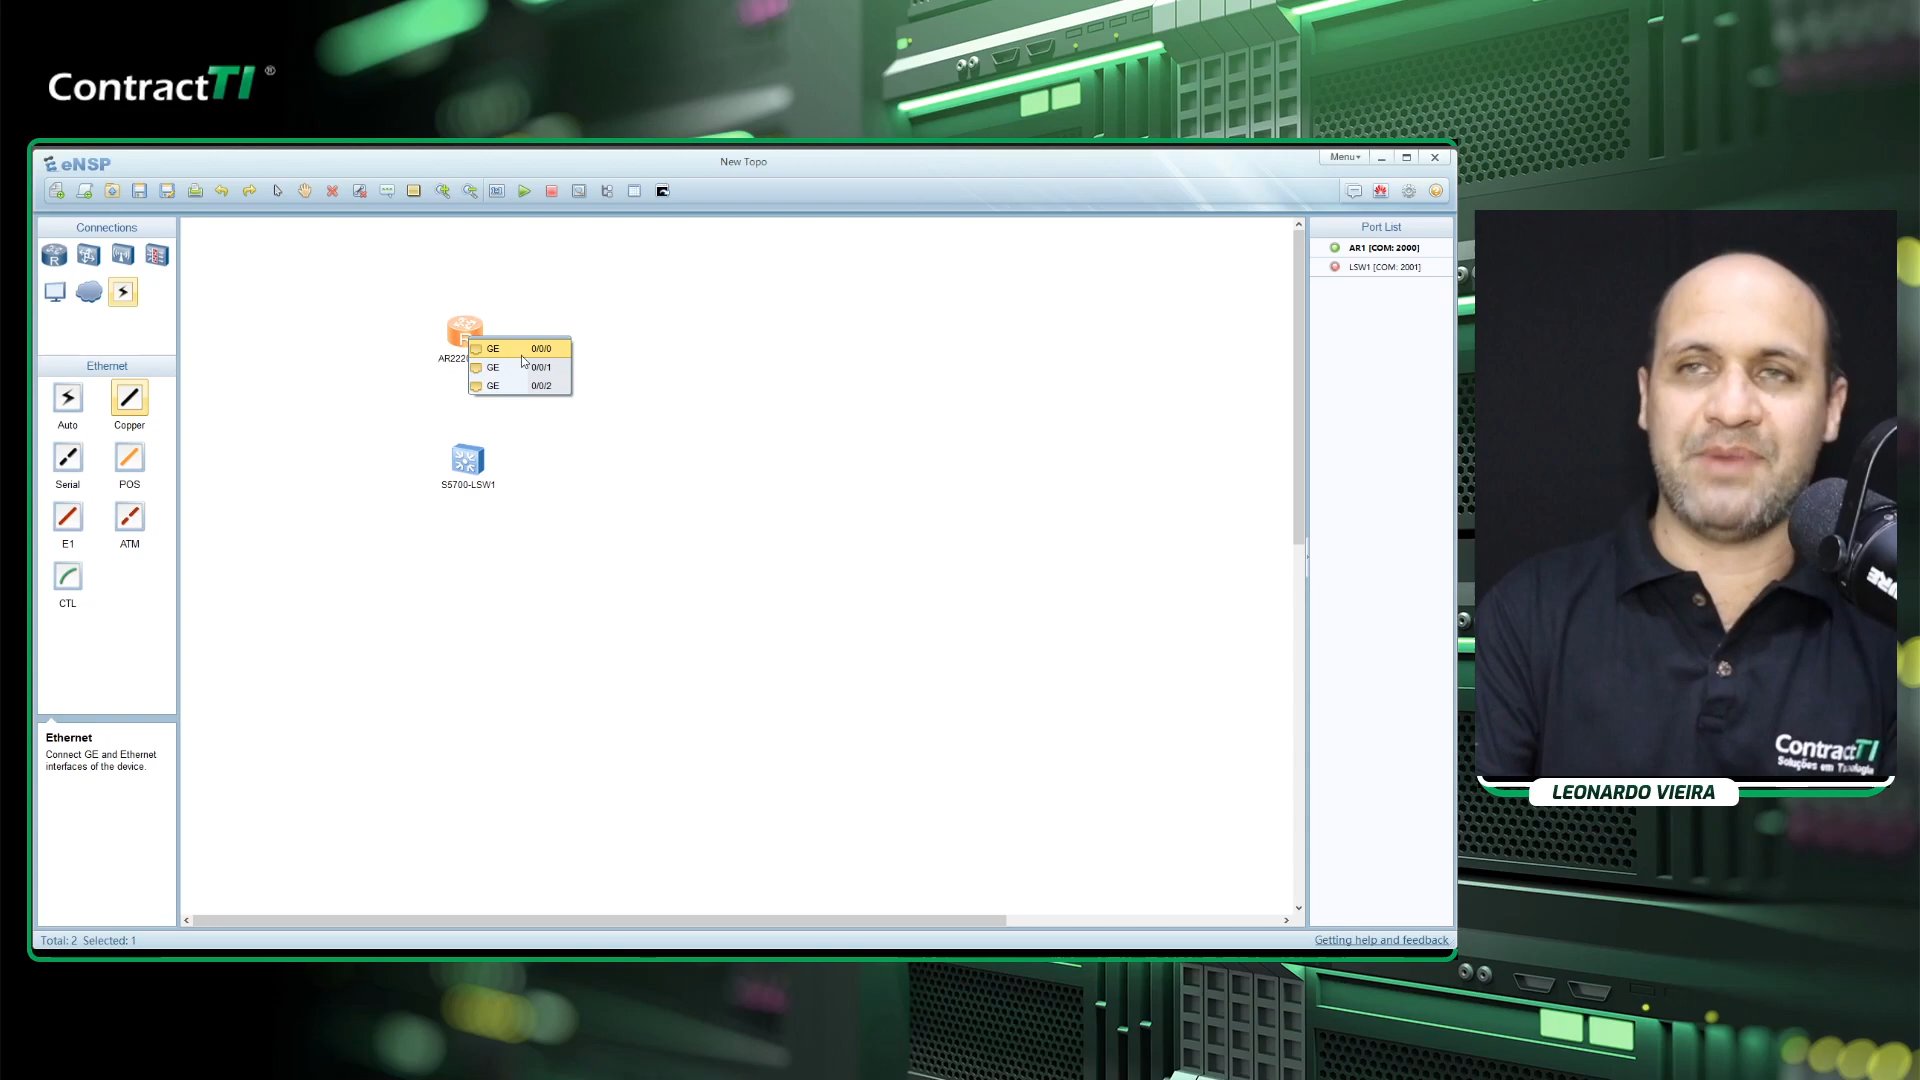 ContractTI ®
eNSP
New Topo
Menu
Connections
R
Port List
AR1 [COM: 2000]
LSW1 [COM: 2001]
GE 0/0/0
GE 0/0/1
GE 0/0/2
S5700-LSW1
Ethernet
Auto
Copper
Serial
POS
E1
ATM
CTL
Ethernet
Connect GE and Ethernet
interfaces of the device.
Total: 2 Selected: 1
Getting help and feedback
ContractTI
LEONARDO VIEIRA